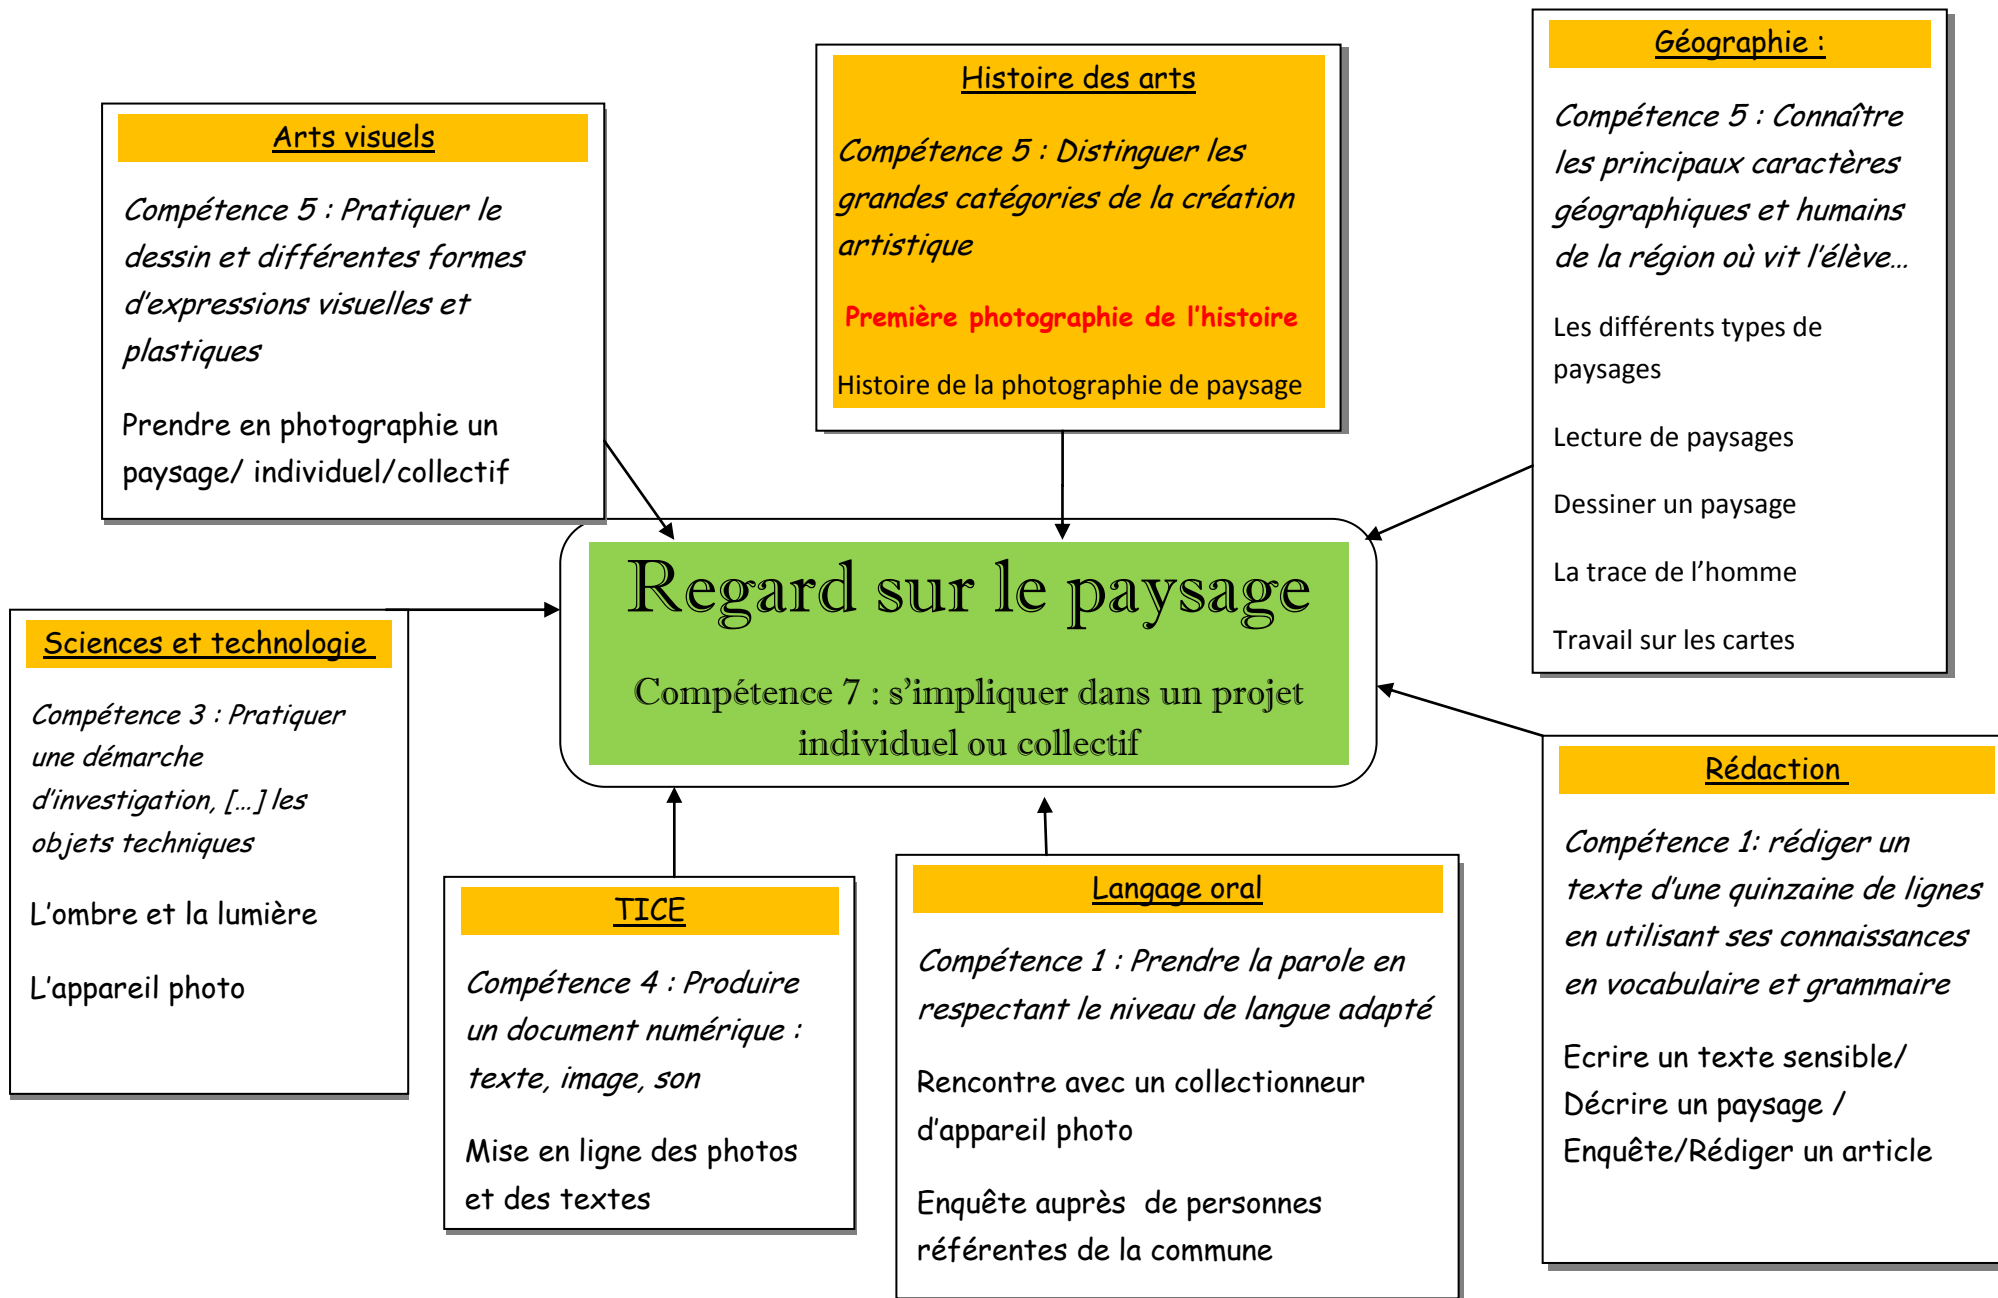 Arts visuels
Compétence 5 : Pratiquer le
dessin et différentes formes
d'expressions visuelles et
plastiques
Prendre en photographie un
paysage/ individuel/collectif
Histoire des arts
Compétence 5 : Distinguer les
grandes catégories de la création
artistique
Première photographie de l'histoire
Histoire de la photographie de paysage
Géographie :
Compétence 5 : Connaître
les principaux caractères
géographiques et humains
de la région où vit l'élève…
Les différents types de
paysages
Lecture de paysages
Dessiner un paysage
La trace de l'homme
Travail sur les cartes
Regard sur le paysage
Compétence 7 : s'impliquer dans un projet
individuel ou collectif
Sciences et technologie
Compétence 3 : Pratiquer
une démarche
d'investigation, […] les
objets techniques
L'ombre et la lumière
L'appareil photo
TICE
Compétence 4 : Produire
un document numérique :
texte, image, son
Mise en ligne des photos
et des textes
Langage oral
Compétence 1 : Prendre la parole en
respectant le niveau de langue adapté
Rencontre avec un collectionneur
d'appareil photo
Enquête auprès  de personnes
référentes de la commune
Rédaction
Compétence 1: rédiger un
texte d'une quinzaine de lignes
en utilisant ses connaissances
en vocabulaire et grammaire
Ecrire un texte sensible/
Décrire un paysage /
Enquête/Rédiger un article